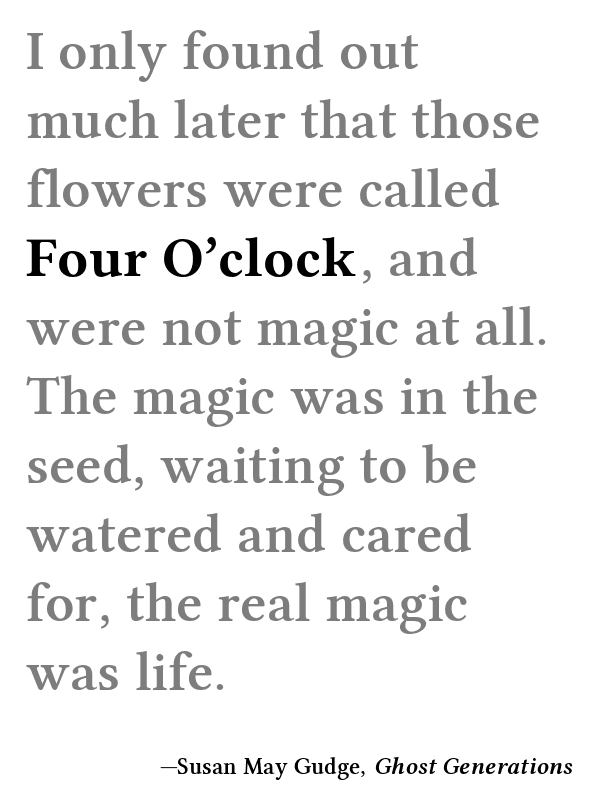 I only found out
much later that those
flowers were called
Four O’clock, and
were not magic at all.
The magic was in the
seed, waiting to be
watered and cared
for, the real magic
was life.
—Susan May Gudge, Ghost Generations